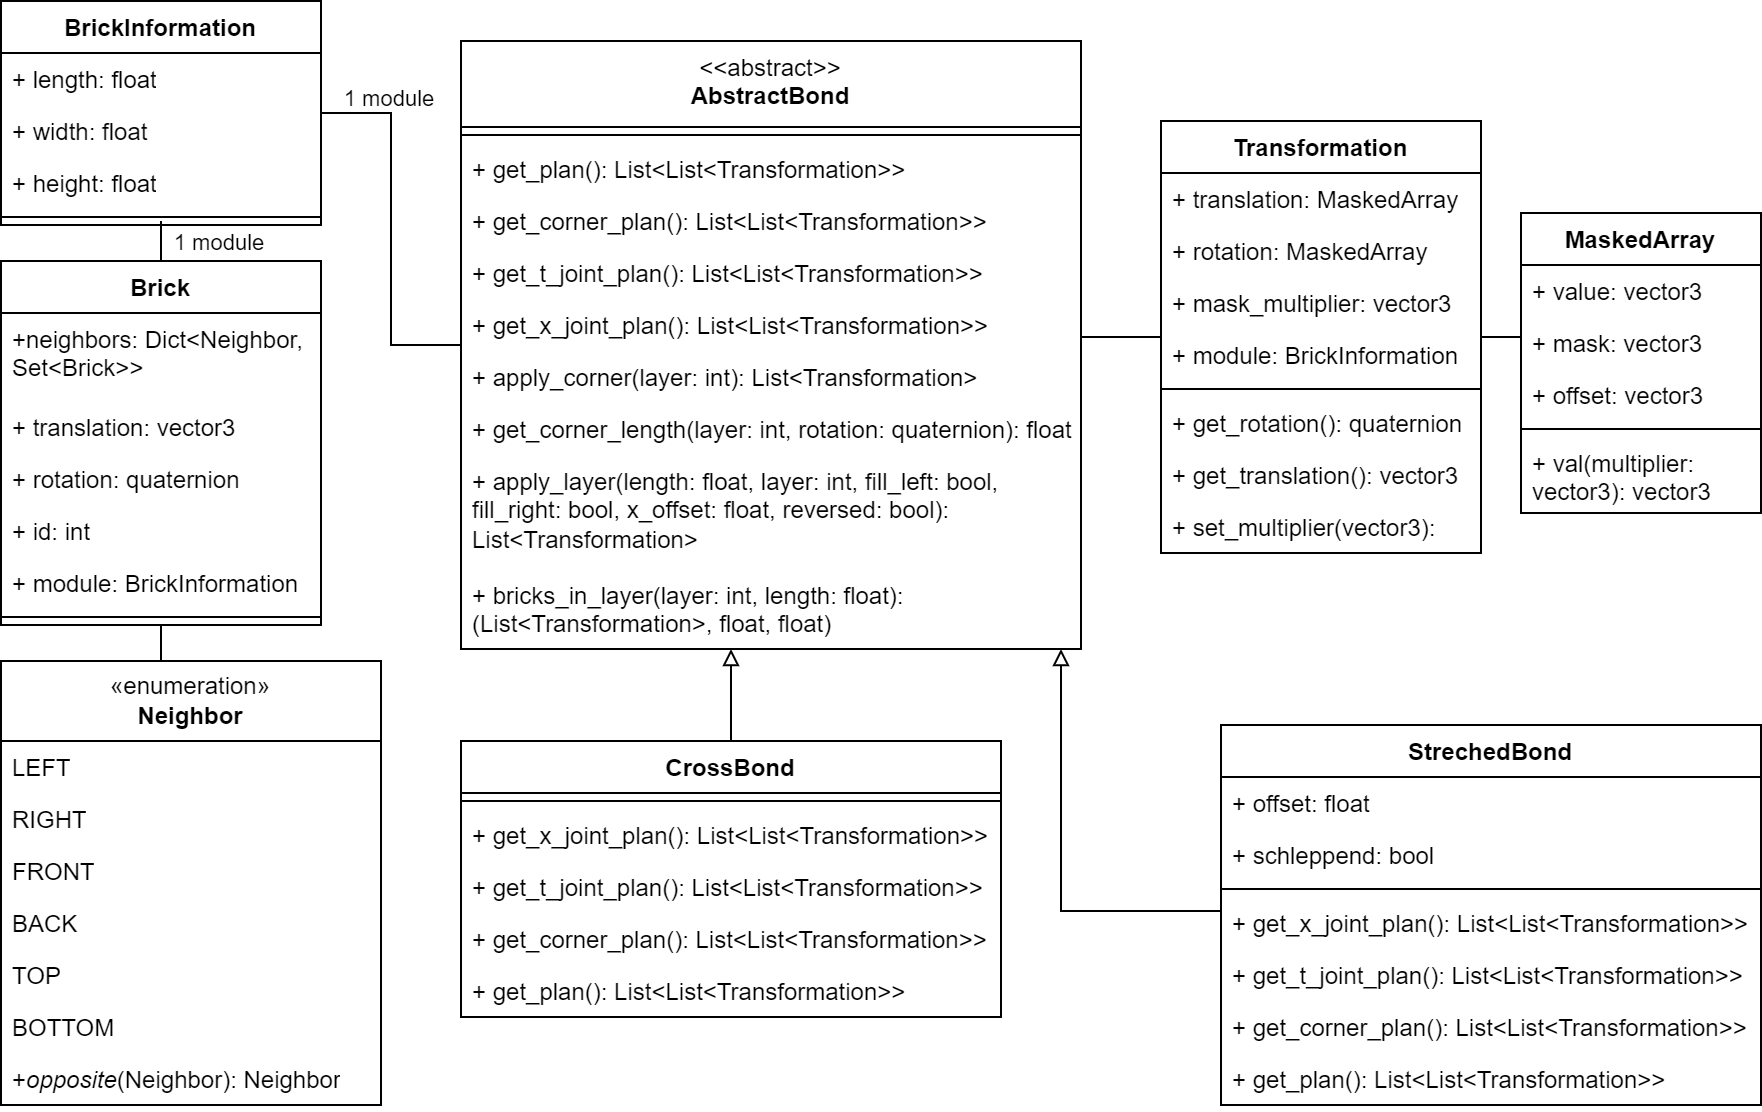 BrickInformation
+ length: float
+ width: float
+ height: float
1 module
1 module
Brick
+neighbors: Dict<Neighbor,
Set<Brick>>
+ translation: vector3
+ rotation: quaternion
+ id: int
+ module: BrickInformation
«enumeration»
Neighbor
LEFT
RIGHT
FRONT
BACK
TOP
BOTTOM
+opposite(Neighbor): Neighbor
<<abstract>>
AbstractBond
+ get_plan(): List<List<Transformation>>
+ get_corner_plan(): List<List<Transformation>>
+ get_t_joint_plan(): List<List<Transformation>>
+ get_x_joint_plan(): List<List<Transformation>>
+ apply_corner(layer: int): List<Transformation>
+ get_corner_length(layer: int, rotation: quaternion): float
+ apply_layer(length: float, layer: int, fill_left: bool,
fill_right: bool, x_offset: float, reversed: bool):
List<Transformation>
+ bricks_in_layer(layer: int, length: float):
(List<Transformation>, float, float)
CrossBond
+ get_x_joint_plan(): List<List<Transformation>>
+ get_t_joint_plan(): List<List<Transformation>>
+ get_corner_plan(): List<List<Transformation>>
+ get_plan(): List<List<Transformation>>
Transformation
+ translation: MaskedArray
+ rotation: MaskedArray
+ mask_multiplier: vector3
+ module: BrickInformation
+ get_rotation(): quaternion
+ get_translation(): vector3
+ set_multiplier(vector3):
MaskedArray
+ value: vector3
+ mask: vector3
+ offset: vector3
+ val(multiplier:
vector3): vector3
StrechedBond
+ offset: float
+ schleppend: bool
+ get_x_joint_plan(): List<List<Transformation>>
+ get_t_joint_plan(): List<List<Transformation>>
+ get_corner_plan(): List<List<Transformation>>
+ get_plan(): List<List<Transformation>>